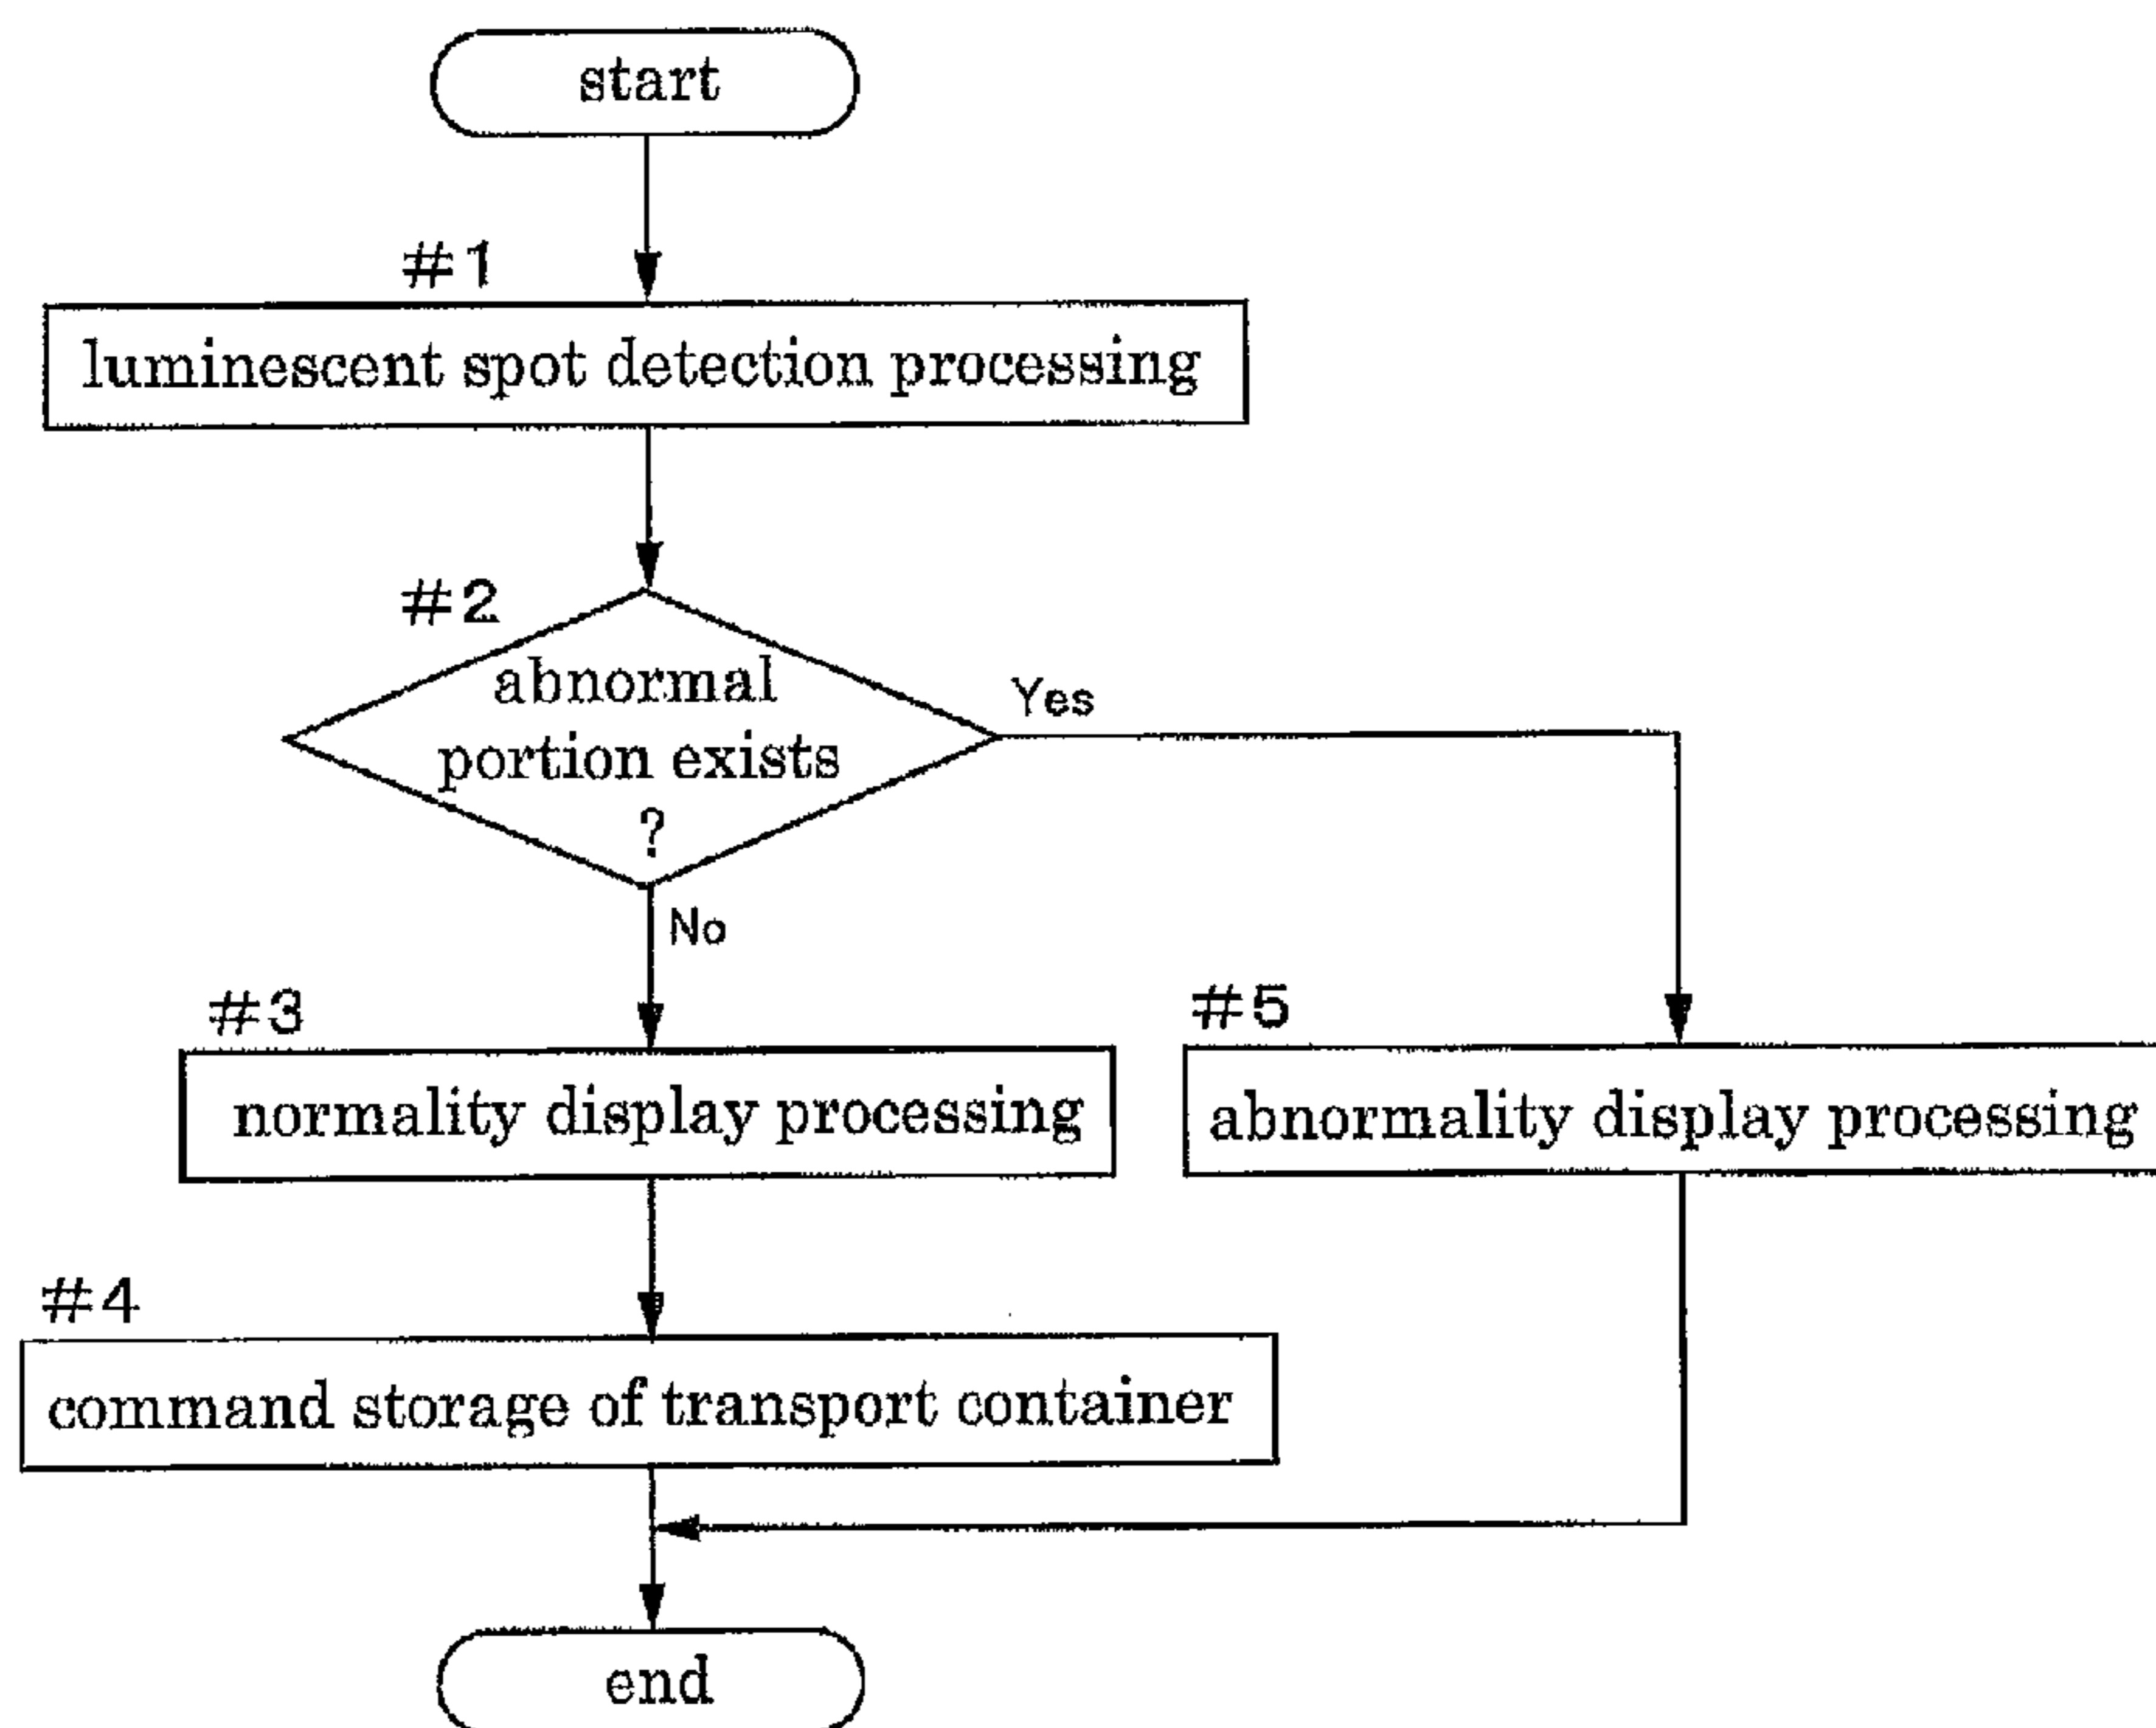 start
#1
luminescent spot detection processing
#2
abnormal
portion exists
?
Yes
No
#3
normality display processing
#5
abnormality display processing
#4
command storage of transport container
end